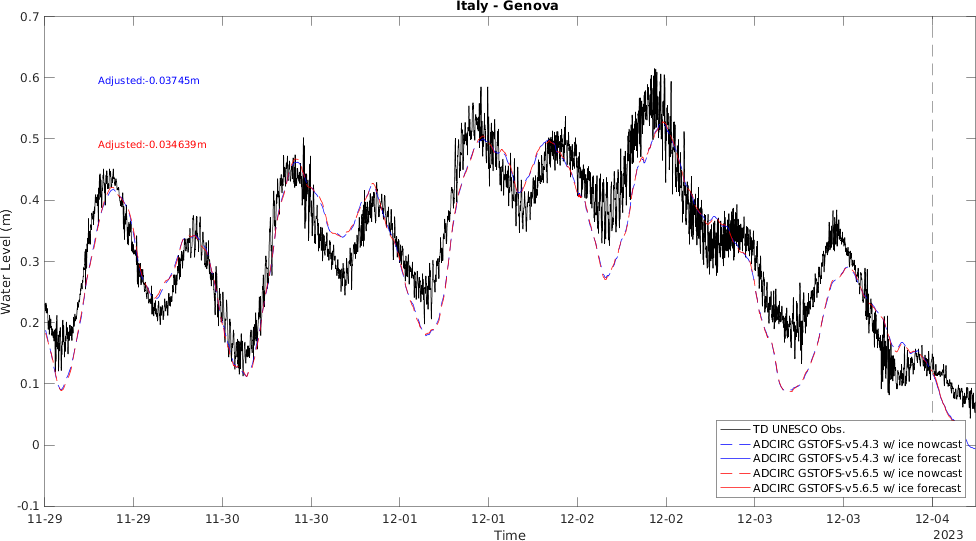 Italy - Genova
0.7
0.6
0.5
0.4
0.3
0.2
0.1
0
-0.1
Water Level (m)
Adjusted:-0.03745m
Adjusted:-0.034639m
TD UNESCO Obs.
ADCIRC GSTOFS-v5.4.3 w/ ice nowcast
ADCIRC GSTOFS-v5.4.3 w/ ice forecast
ADCIRC GSTOFS-v5.6.5 w/ ice nowcast
ADCIRC GSTOFS-v5.6.5 w/ ice forecast
11-29 11-29 11-30 11-30 12-01 12-01 12-02 12-02 12-03 12-03 12-04
2023
Time